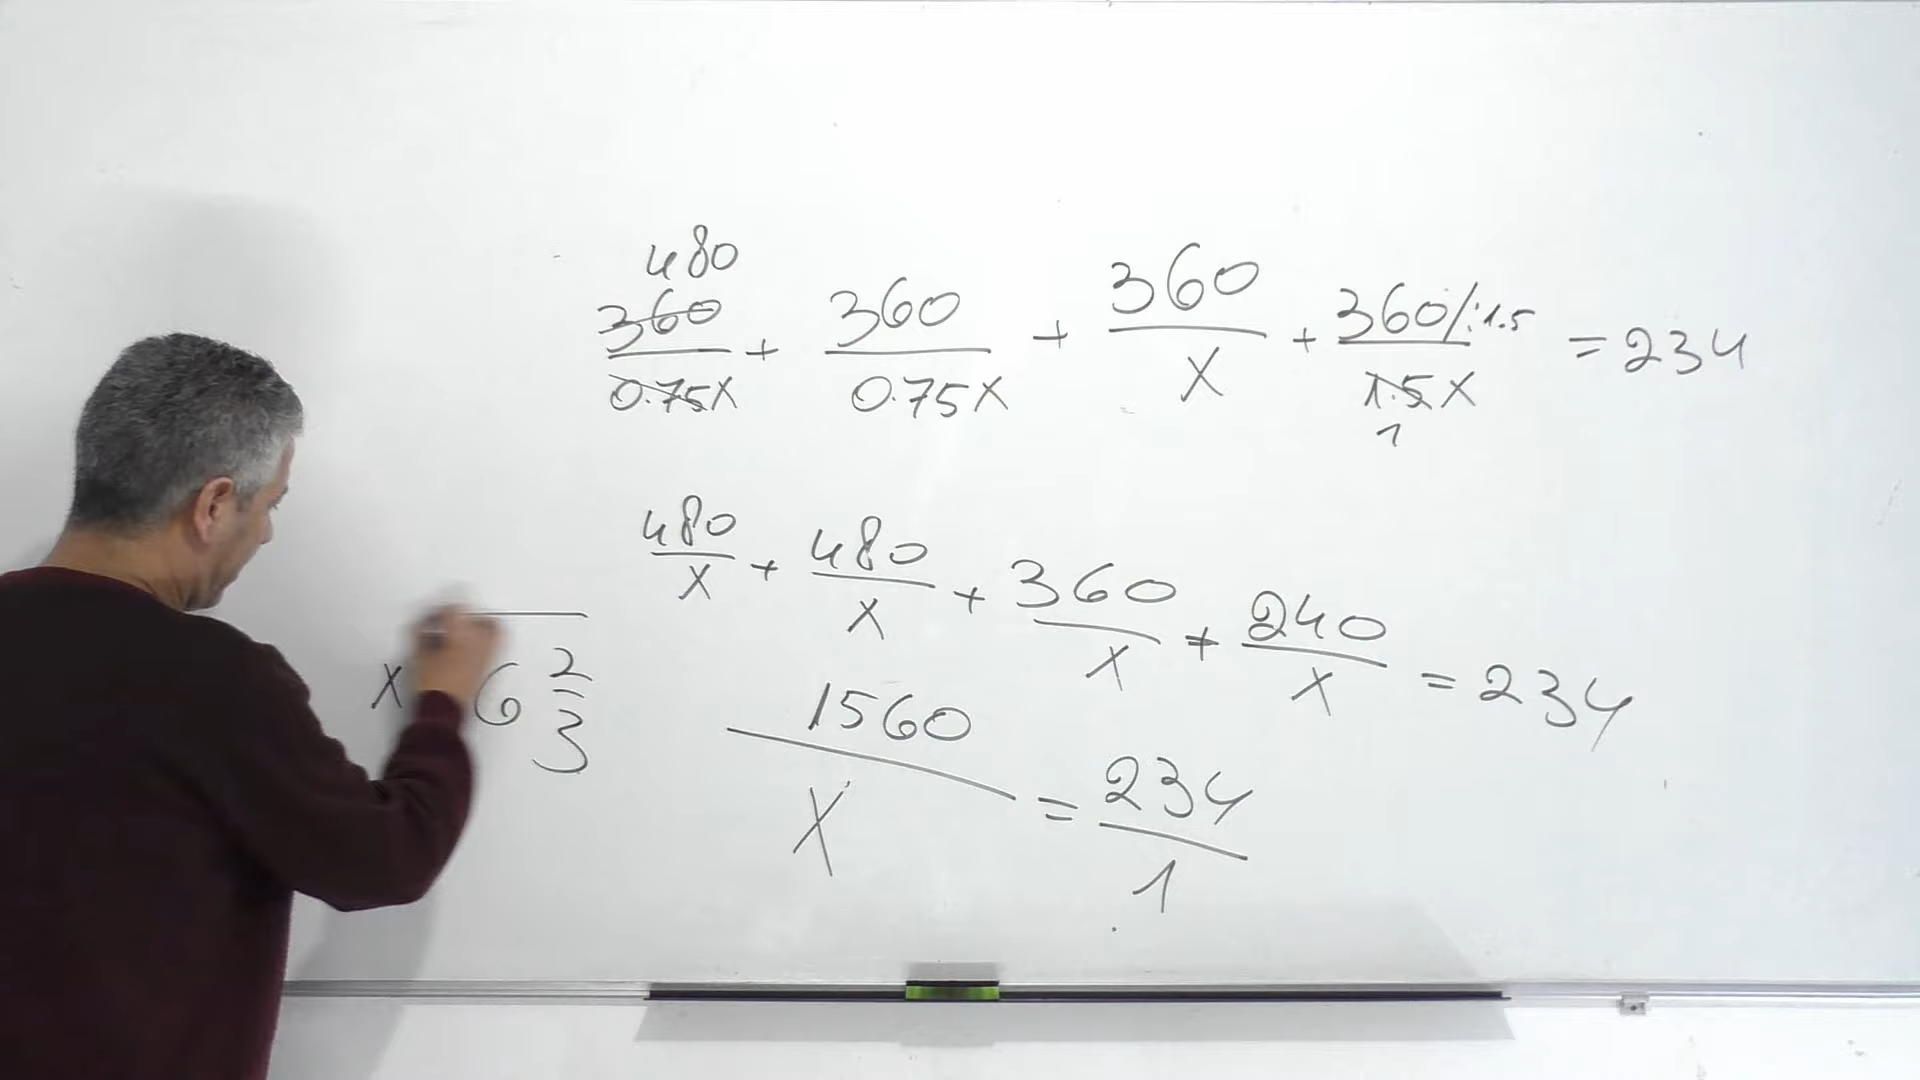 480
360/0.75x + 360/0.75x + 360/x + 360/:1.5 / 1.5x = 234
1
480/x + 480/x + 360/x + 240/x = 234
x 6 2/3
1560/x = 234/1